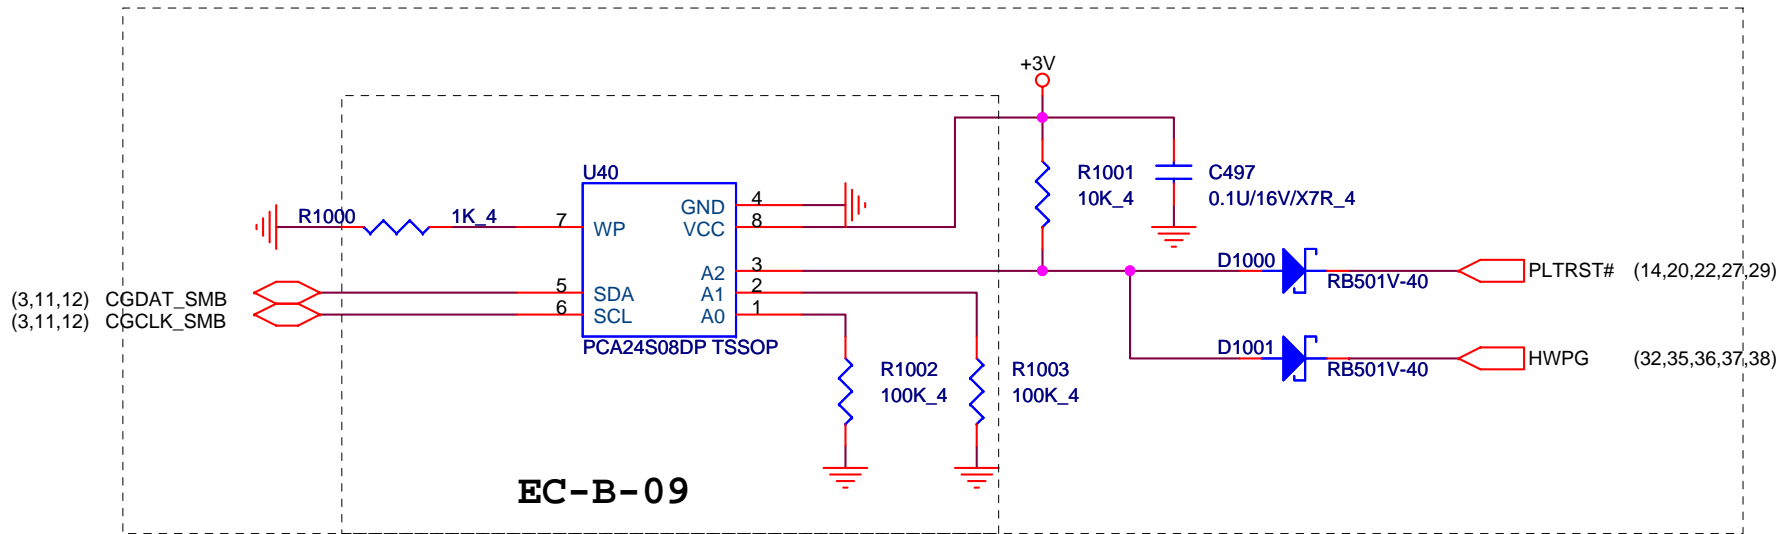 +3V
U40
R1001
10K_4
C497
0.1U/16V/X7R_4
R1000
1K_4
7
WP
GND
4
VCC
8
A2
3
D1000
RB501V-40
PLTRST# (14,20,22,27,29)
(3,11,12) CGDAT_SMB
5
SDA
A1
2
(3,11,12) CGCLK_SMB
6
SCL
A0
1
PCA24S08DP TSSOP
D1001
RB501V-40
HWPG (32,35,36,37,38)
R1002
100K_4
R1003
100K_4
EC-B-09